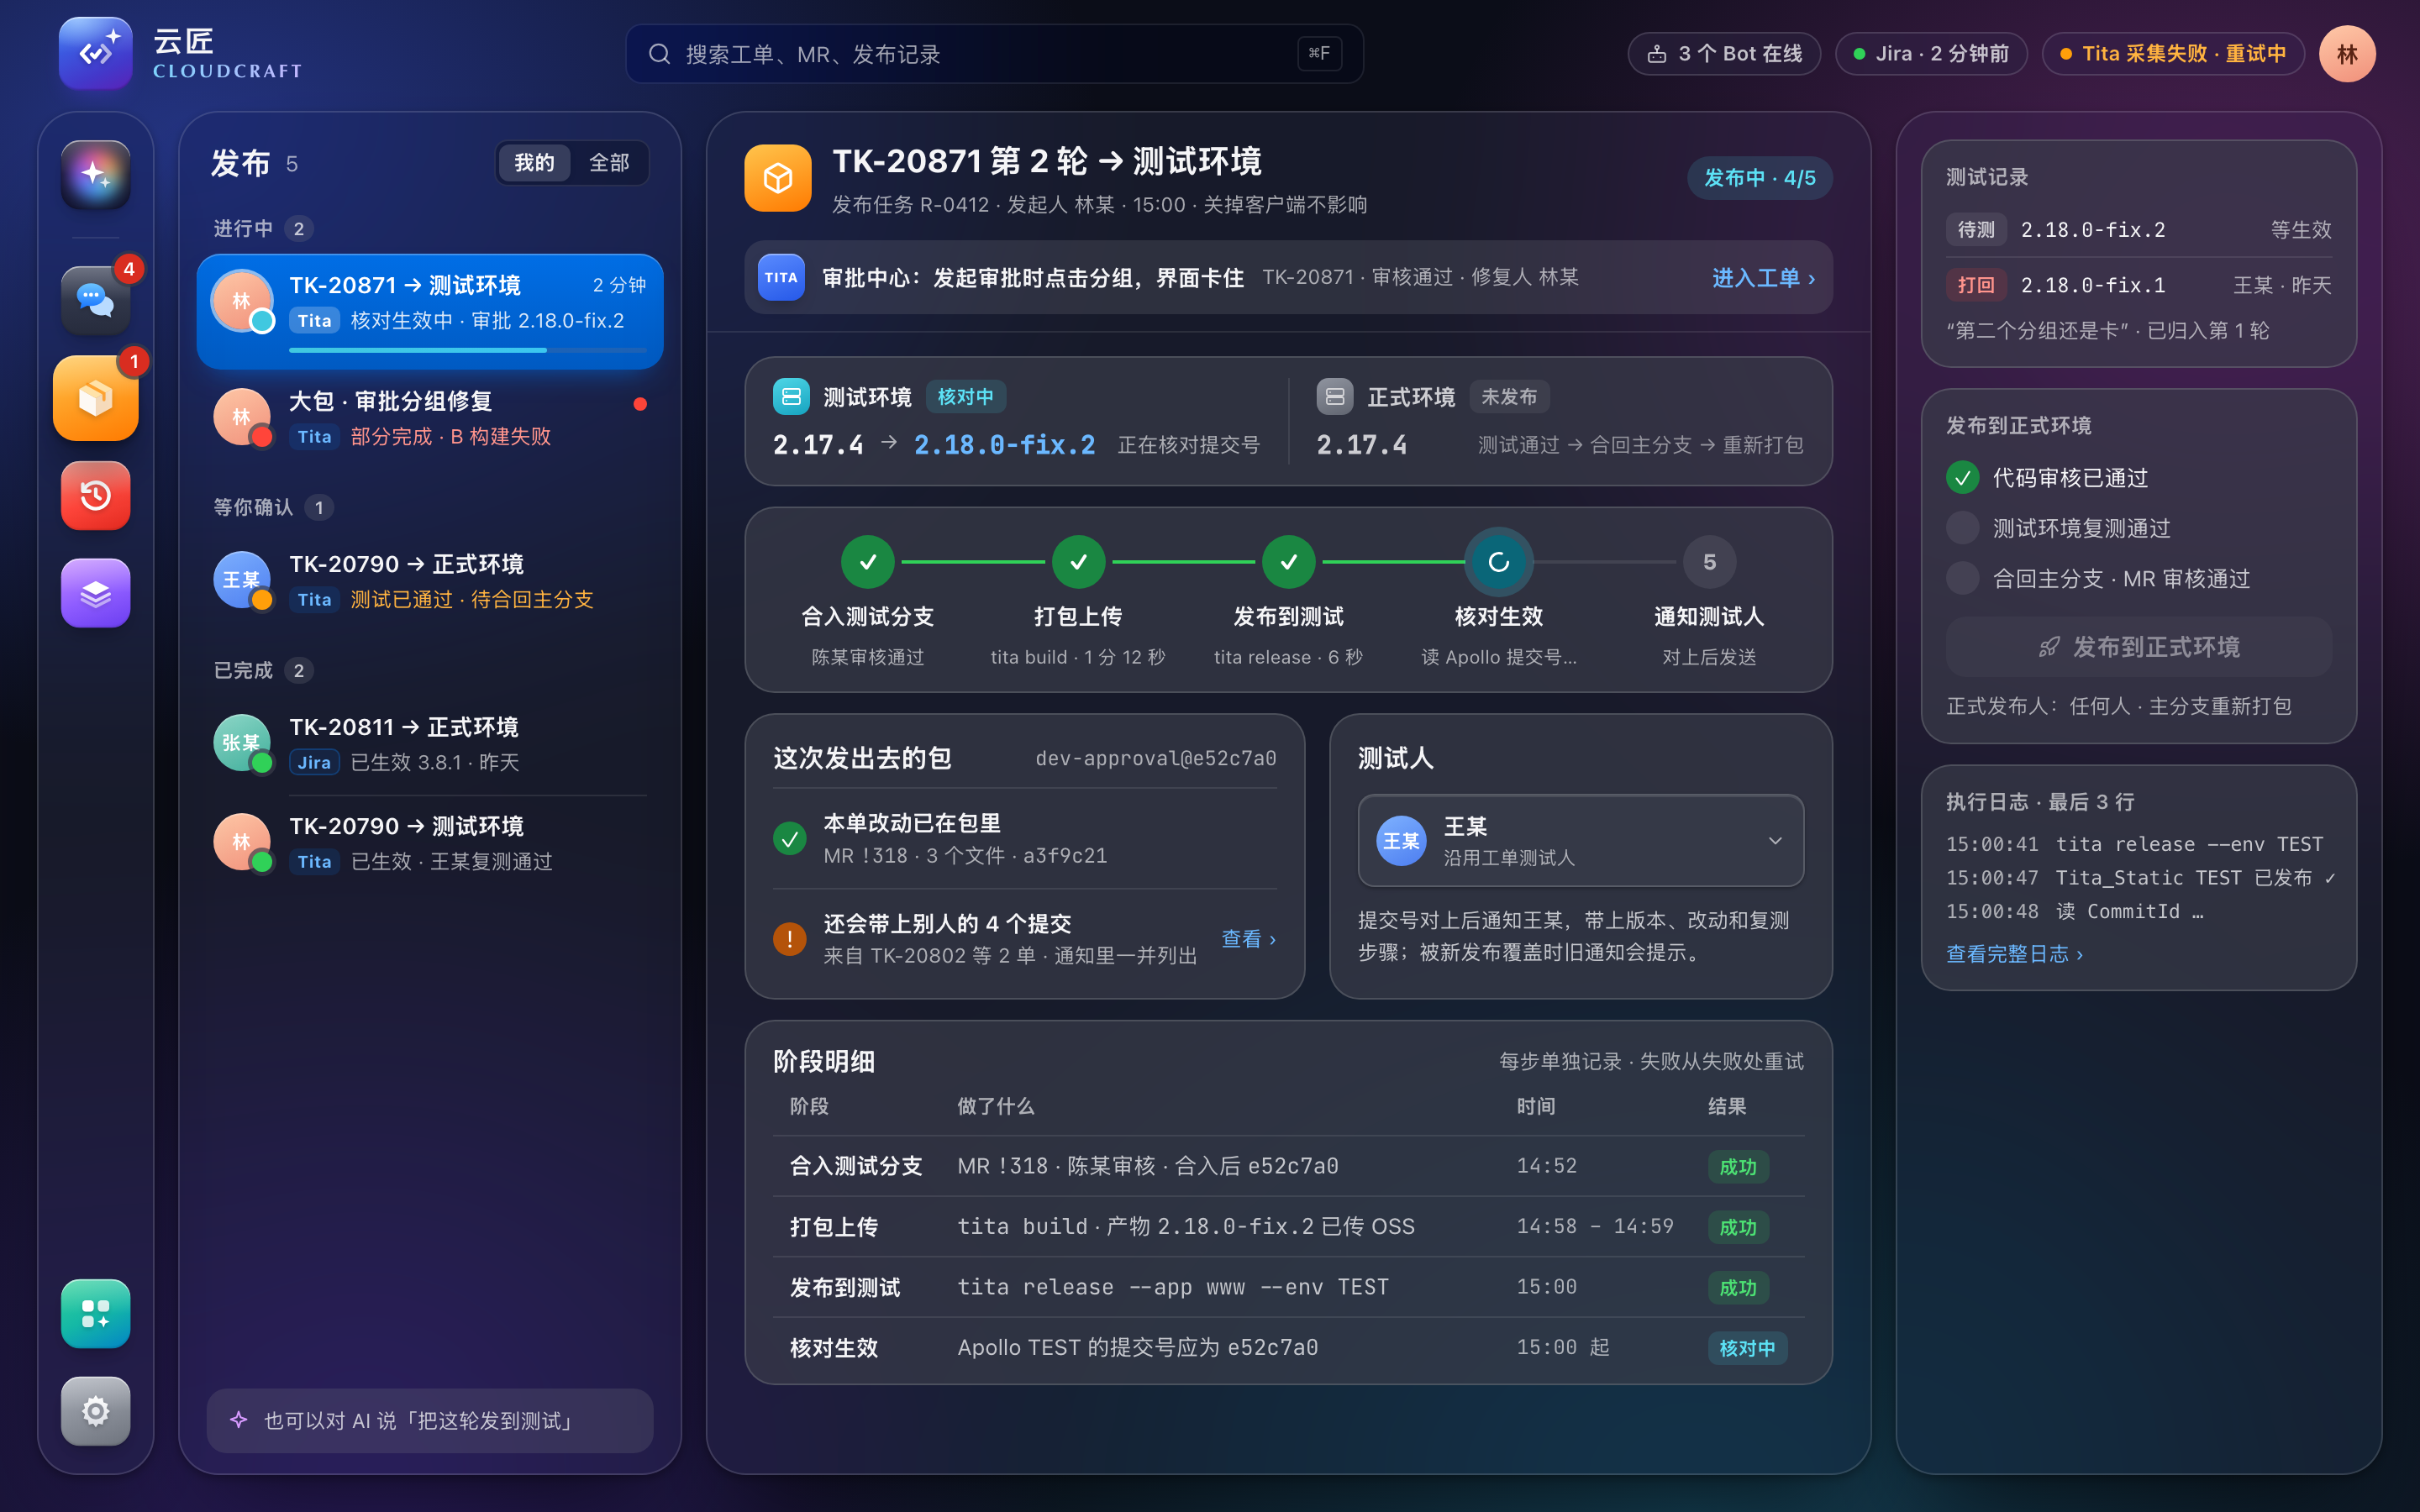 云匠
CLOUDCRAFT
搜索工单、MR、发布记录
⌘F
3 个 Bot 在线
Jira · 2 分钟前
Tita 采集失败 · 重试中
林
4
1
发布 5
我的
全部
进行中 2
林
TK-20871 → 测试环境
2 分钟
Tita 核对生效中 · 审批 2.18.0-fix.2
林
大包 · 审批分组修复
Tita 部分完成 · B 构建失败
等你确认 1
王某
TK-20790 → 正式环境
Tita 测试已通过 · 待合回主分支
已完成 2
张某
TK-20811 → 正式环境
Jira 已生效 3.8.1 · 昨天
林
TK-20790 → 测试环境
Tita 已生效 · 王某复测通过
也可以对 AI 说「把这轮发到测试」
TK-20871 第 2 轮 → 测试环境
发布任务 R-0412 · 发起人 林某 · 15:00 · 关掉客户端不影响
发布中 · 4/5
TITA
审批中心：发起审批时点击分组，界面卡住 TK-20871 · 审核通过 · 修复人 林某
进入工单 ›
测试环境 核对中
2.17.4 → 2.18.0-fix.2 正在核对提交号
正式环境 未发布
2.17.4 测试通过 → 合回主分支 → 重新打包
合入测试分支
陈某审核通过
打包上传
tita build · 1 分 12 秒
发布到测试
tita release · 6 秒
核对生效
读 Apollo 提交号…
5
通知测试人
对上后发送
这次发出去的包
dev-approval@e52c7a0
本单改动已在包里
MR !318 · 3 个文件 · a3f9c21
还会带上别人的 4 个提交
来自 TK-20802 等 2 单 · 通知里一并列出
查看 ›
测试人
王某
王某
沿用工单测试人
提交号对上后通知王某，带上版本、改动和复测
步骤；被新发布覆盖时旧通知会提示。
阶段明细
每步单独记录 · 失败从失败处重试
阶段 做了什么 时间 结果
合入测试分支 MR !318 · 陈某审核 · 合入后 e52c7a0 14:52 成功
打包上传 tita build · 产物 2.18.0-fix.2 已传 OSS 14:58 – 14:59 成功
发布到测试 tita release --app www --env TEST 15:00 成功
核对生效 Apollo TEST 的提交号应为 e52c7a0 15:00 起 核对中
测试记录
待测 2.18.0-fix.2 等生效
打回 2.18.0-fix.1 王某 · 昨天
“第二个分组还是卡” · 已归入第 1 轮
发布到正式环境
代码审核已通过
测试环境复测通过
合回主分支 · MR 审核通过
发布到正式环境
正式发布人：任何人 · 主分支重新打包
执行日志 · 最后 3 行
15:00:41 tita release --env TEST
15:00:47 Tita_Static TEST 已发布 ✓
15:00:48 读 CommitId …
查看完整日志 ›